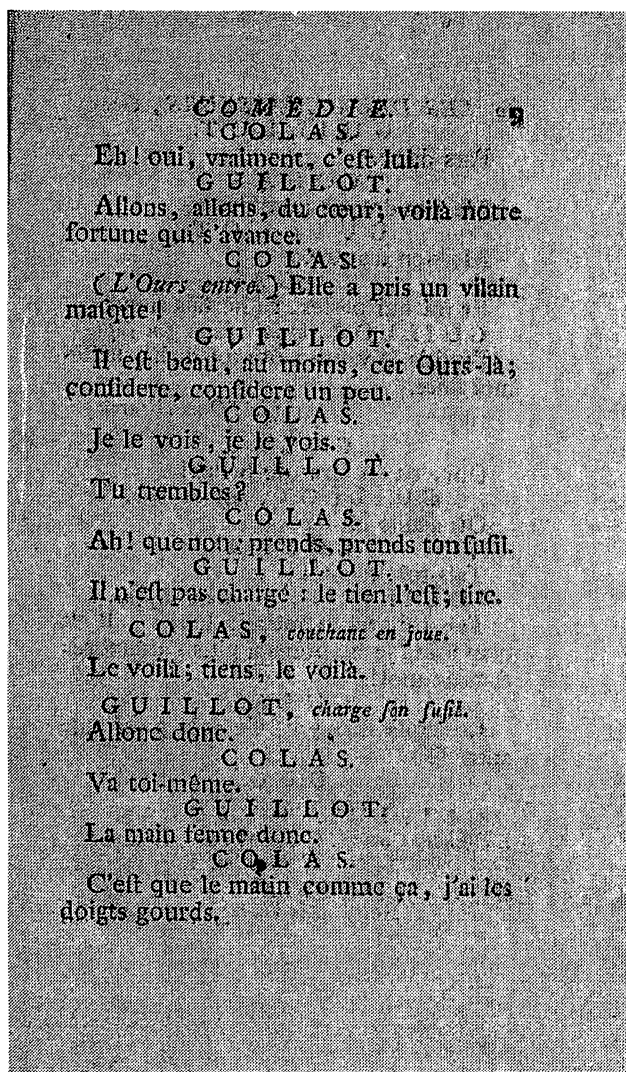 COMÉDIE. 9
COLAS.
Eh! oui, vraiment, c'eſt lui.
GUILLOT.
Allons, allons, du cœur; voilà notre
fortune qui s'avance.
COLAS.
(L'Ours entre.) Elle a pris un vilain
maſque!
GUILLOT.
Il eſt beau, au moins, cet Ours-là;
conſidere, conſidere un peu.
COLAS.
Je le vois, je le vois.
GUILLOT.
Tu trembles?
COLAS.
Ah! que non: prends, prends ton fuſil.
GUILLOT.
Il n'eſt pas chargé: le tien l'eſt; tire.
COLAS, couchant en joue.
Le voilà; tiens, le voilà.
GUILLOT, charge ſon fuſil.
Allons donc.
COLAS.
Va toi-même.
GUILLOT.
La main ferme donc.
COLAS.
C'eſt que le matin comme ça, j'ai les
doigts gourds.